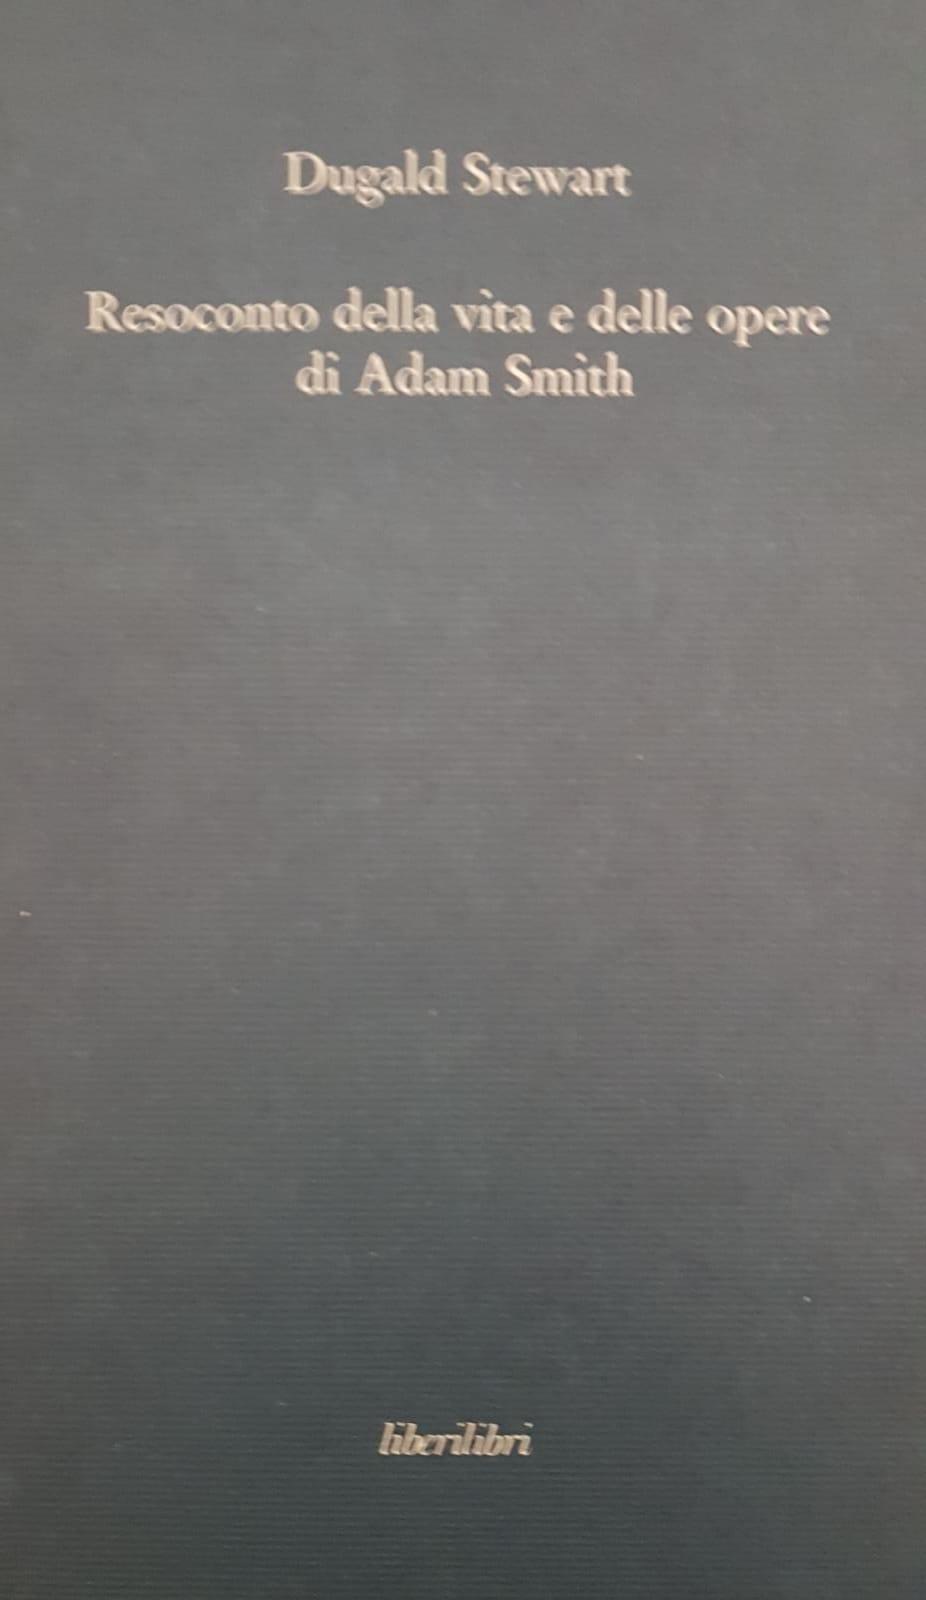 Dugald Stewart
Resoconto della vita e delle opere
di Adam Smith
liberilibri